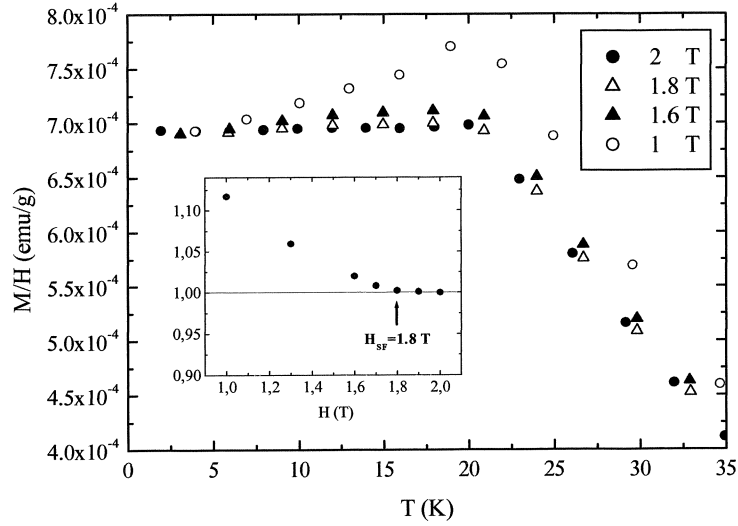 8.0x10⁻⁴
7.5x10⁻⁴
7.0x10⁻⁴
6.5x10⁻⁴
6.0x10⁻⁴
5.5x10⁻⁴
5.0x10⁻⁴
4.5x10⁻⁴
4.0x10⁻⁴
M/H (emu/g)
2 T
1.8 T
1.6 T
1 T
1,10
1,05
1,00
0,95
0,90
H_SF=1.8 T
1,0 1,2 1,4 1,6 1,8 2,0
H (T)
0 5 10 15 20 25 30 35
T (K)